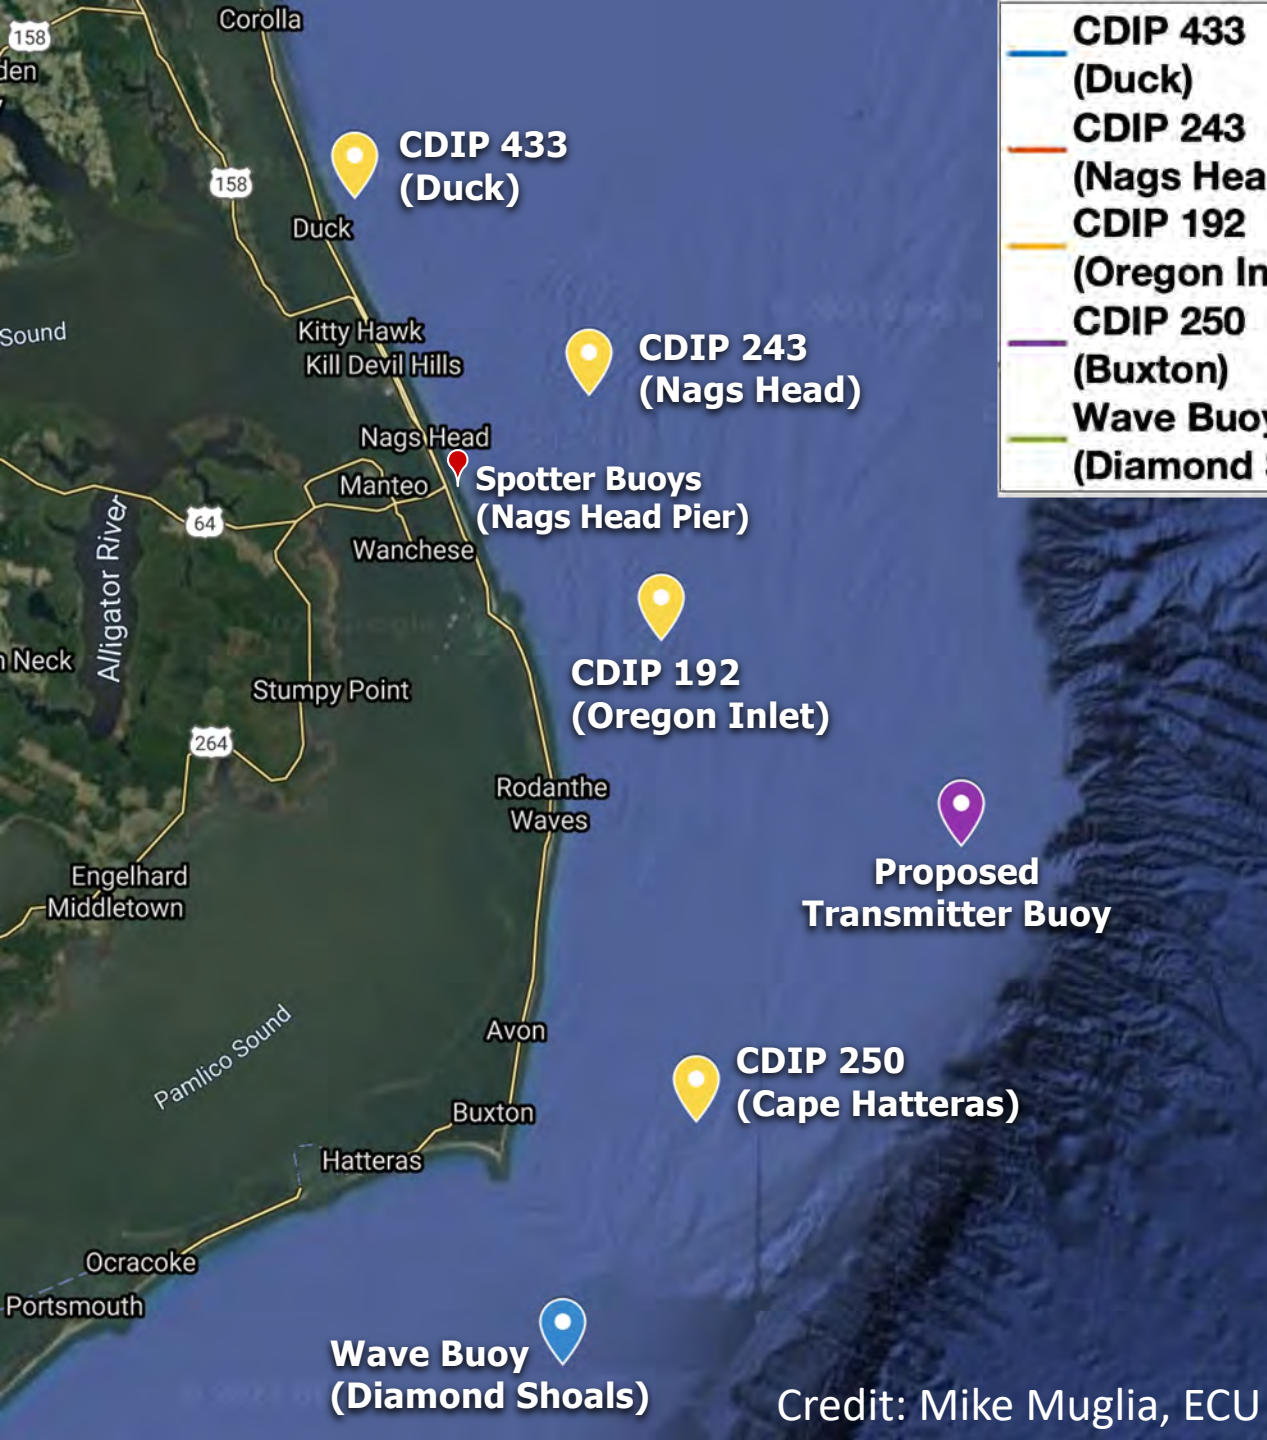 Corolla
158
den
CDIP 433
(Duck)
158
Duck
Sound
Kitty Hawk
Kill Devil Hills
CDIP 243
(Nags Head)
Nags Head
Manteo
Spotter Buoys
(Nags Head Pier)
64
Wanchese
Alligator River
CDIP 192
(Oregon Inlet)
Neck
Stumpy Point
264
Rodanthe
Waves
Proposed
Transmitter Buoy
Engelhard
Middletown
Pamlico Sound
Avon
CDIP 250
(Cape Hatteras)
Buxton
Hatteras
Ocracoke
Portsmouth
Wave Buoy
(Diamond Shoals)
Credit: Mike Muglia, ECU
CDIP 433
(Duck)
CDIP 243
(Nags Hea
CDIP 192
(Oregon In
CDIP 250
(Buxton)
Wave Buoy
(Diamond